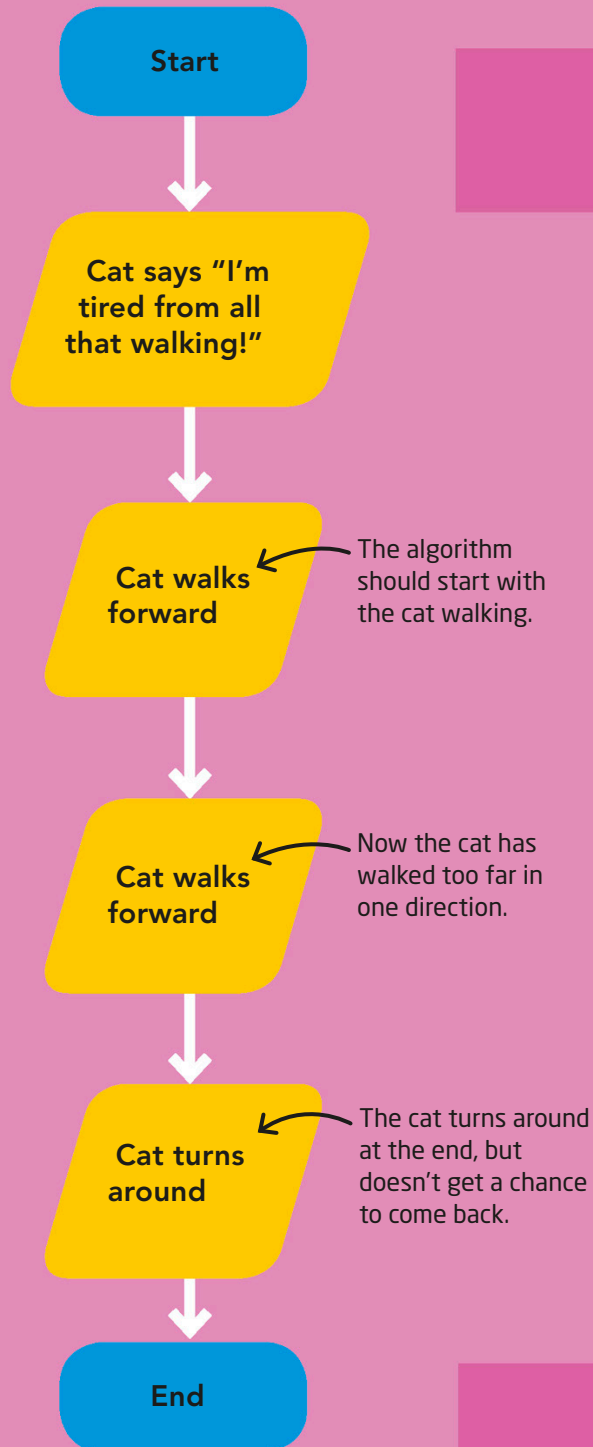 Start
Cat says “I’m
tired from all
that walking!”
Cat walks
forward
The algorithm
should start with
the cat walking.
Cat walks
forward
Now the cat has
walked too far in
one direction.
Cat turns
around
The cat turns around
at the end, but
doesn’t get a chance
to come back.
End